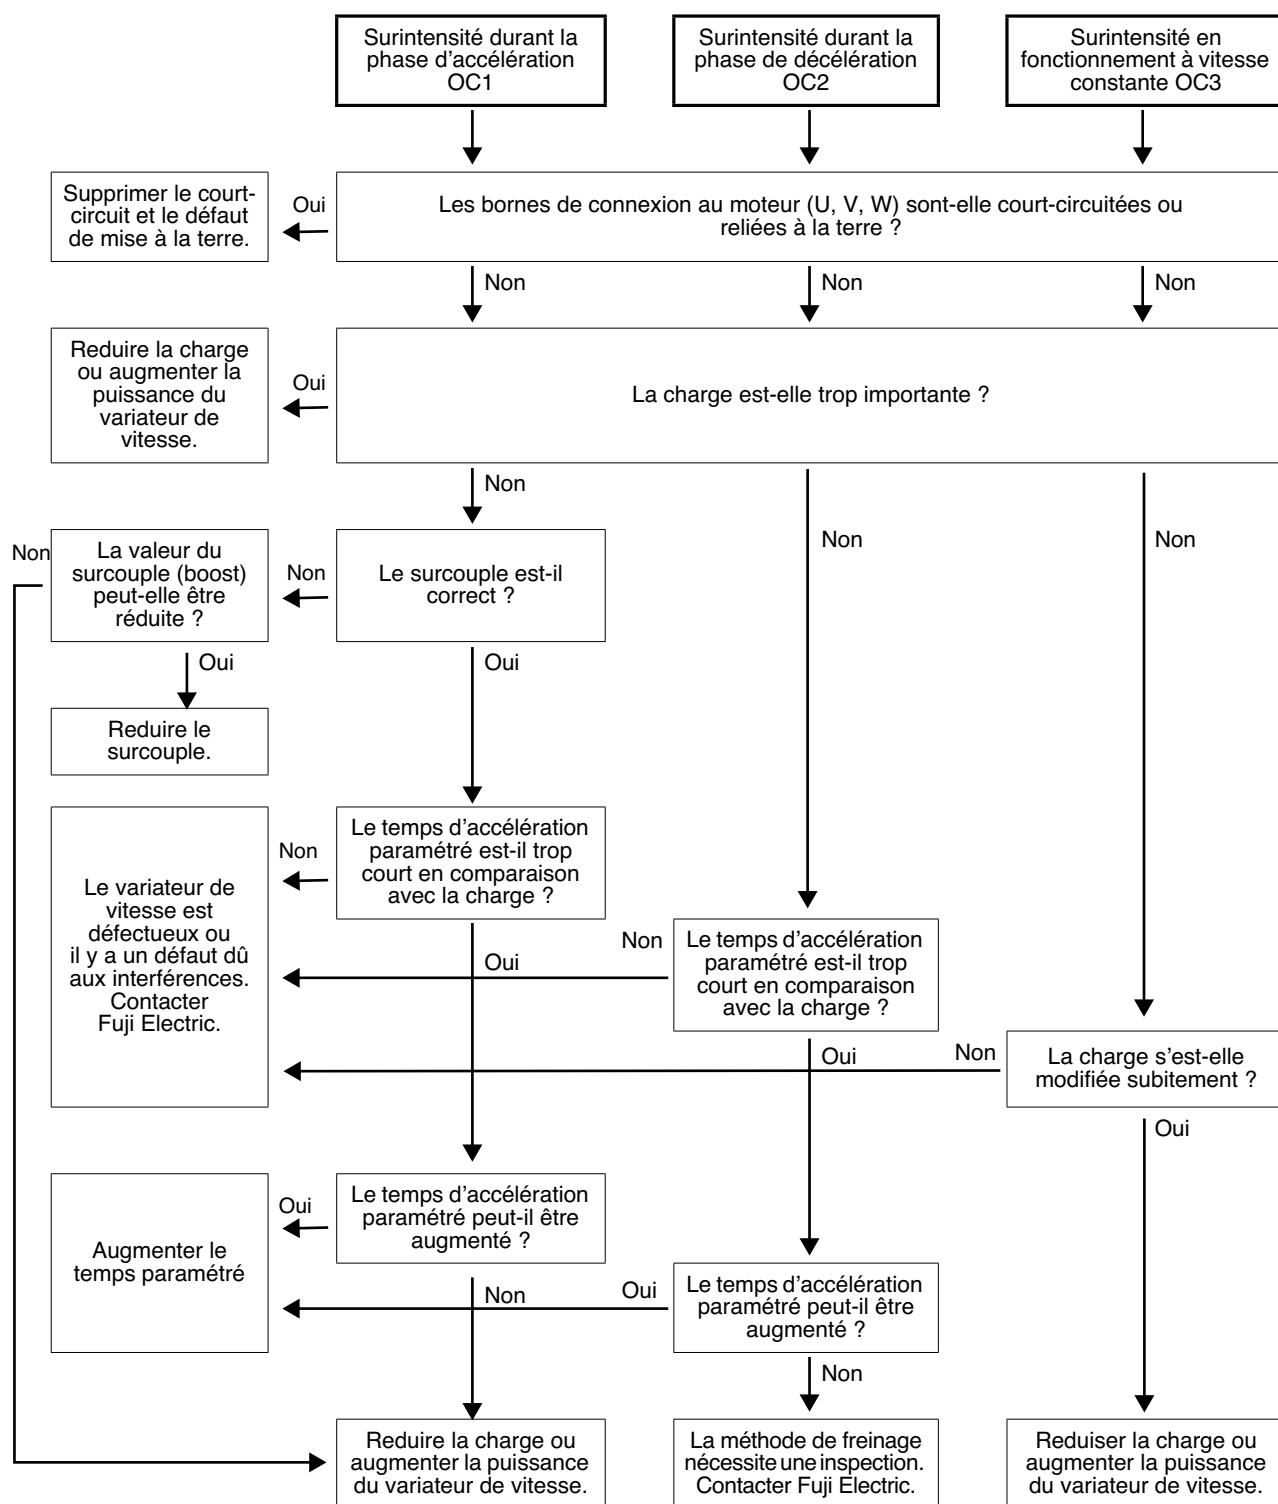 Surintensité durant la
phase d'accélération
OC1
Surintensité durant la
phase de décélération
OC2
Surintensité en
fonctionnement à vitesse
constante OC3
Supprimer le court-
circuit et le défaut
de mise à la terre.
Oui
Les bornes de connexion au moteur (U, V, W) sont-elle court-circuitées ou
reliées à la terre ?
Non
Non
Non
Reduire la charge
ou augmenter la
puissance du
variateur de
vitesse.
Oui
La charge est-elle trop importante ?
Non
Non
Non
Non
La valeur du
surcouple (boost)
peut-elle être
réduite ?
Non
Le surcouple est-il
correct ?
Oui
Oui
Reduire le
surcouple.
Le variateur de
vitesse est
défectueux ou
il y a un défaut dû
aux interférences.
Contacter
Fuji Electric.
Non
Le temps d'accélération
paramétré est-il trop
court en comparaison
avec la charge ?
Oui
Non
Le temps d'accélération
paramétré est-il trop
court en comparaison
avec la charge ?
Oui
Non
La charge s'est-elle
modifiée subitement ?
Oui
Augmenter le
temps paramétré
Oui
Le temps d'accélération
paramétré peut-il être
augmenté ?
Non
Oui
Le temps d'accélération
paramétré peut-il être
augmenté ?
Non
Reduire la charge ou
augmenter la puissance
du variateur de vitesse.
La méthode de freinage
nécessite une inspection.
Contacter Fuji Electric.
Reduiser la charge ou
augmenter la puissance
du variateur de vitesse.